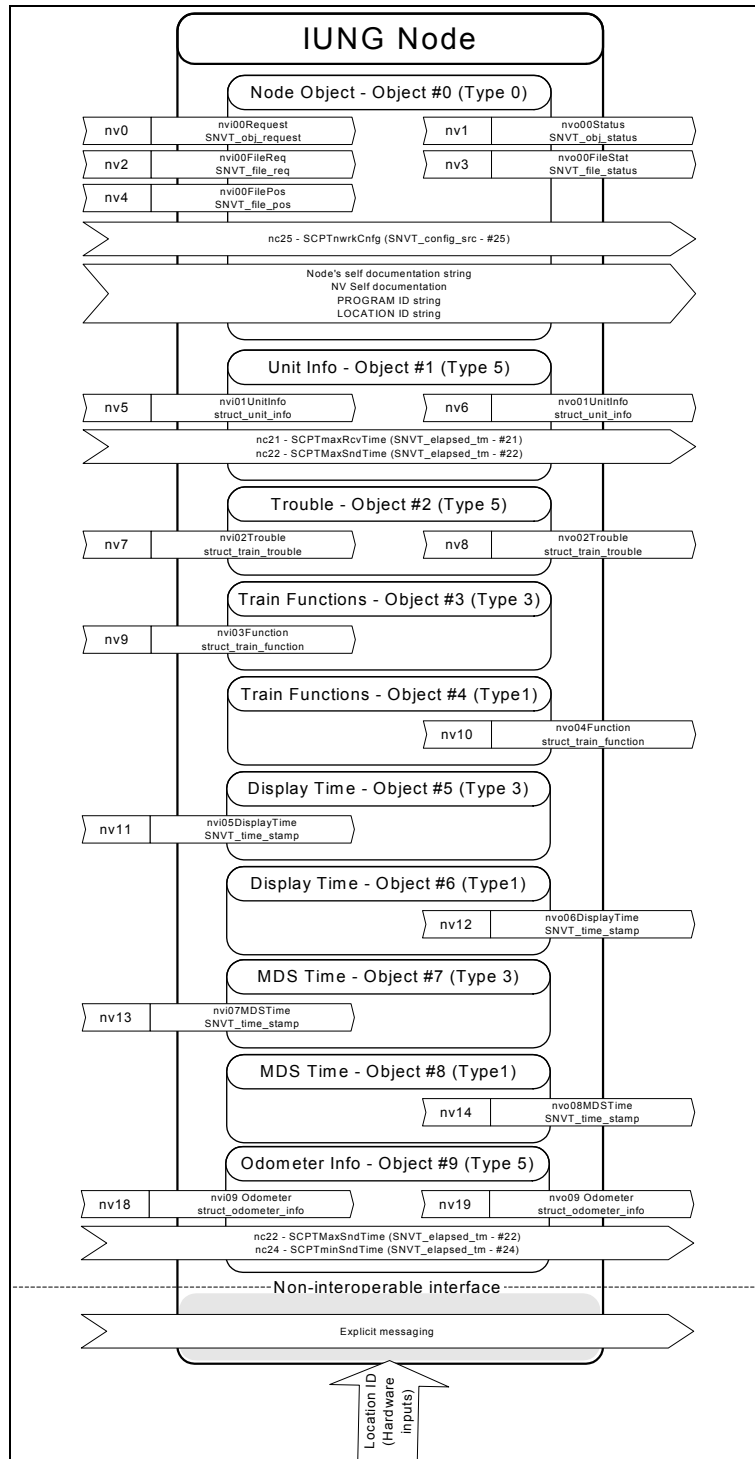 IUNG Node
Node Object - Object #0 (Type 0)
nv0
nvi00Request
SNVT_obj_request
nv1
nvo00Status
SNVT_obj_status
nv2
nvi00FileReq
SNVT_file_req
nv3
nvo00FileStat
SNVT_file_status
nv4
nvi00FilePos
SNVT_file_pos
nc25 - SCPTnwrkCnfg (SNVT_config_src - #25)
Node's self documentation string
NV Self documentation
PROGRAM ID string
LOCATION ID string
Unit Info - Object #1 (Type 5)
nv5
nvi01UnitInfo
struct_unit_info
nv6
nvo01UnitInfo
struct_unit_info
nc21 - SCPTmaxRcvTime (SNVT_elapsed_tm - #21)
nc22 - SCPTMaxSndTime (SNVT_elapsed_tm - #22)
Trouble - Object #2 (Type 5)
nv7
nvi02Trouble
struct_train_trouble
nv8
nvo02Trouble
struct_train_trouble
Train Functions - Object #3 (Type 3)
nv9
nvi03Function
struct_train_function
Train Functions - Object #4 (Type1)
nv10
nvo04Function
struct_train_function
Display Time - Object #5 (Type 3)
nv11
nvi05DisplayTime
SNVT_time_stamp
Display Time - Object #6 (Type1)
nv12
nvo06DisplayTime
SNVT_time_stamp
MDS Time - Object #7 (Type 3)
nv13
nvi07MDSTime
SNVT_time_stamp
MDS Time - Object #8 (Type1)
nv14
nvo08MDSTime
SNVT_time_stamp
Odometer Info - Object #9 (Type 5)
nv18
nvi09 Odometer
struct_odometer_info
nv19
nvo09 Odometer
struct_odometer_info
nc22 - SCPTMaxSndTime (SNVT_elapsed_tm - #22)
nc24 - SCPTminSndTime (SNVT_elapsed_tm - #24)
Non-interoperable interface
Explicit messaging
Location ID
(Hardware
inputs)